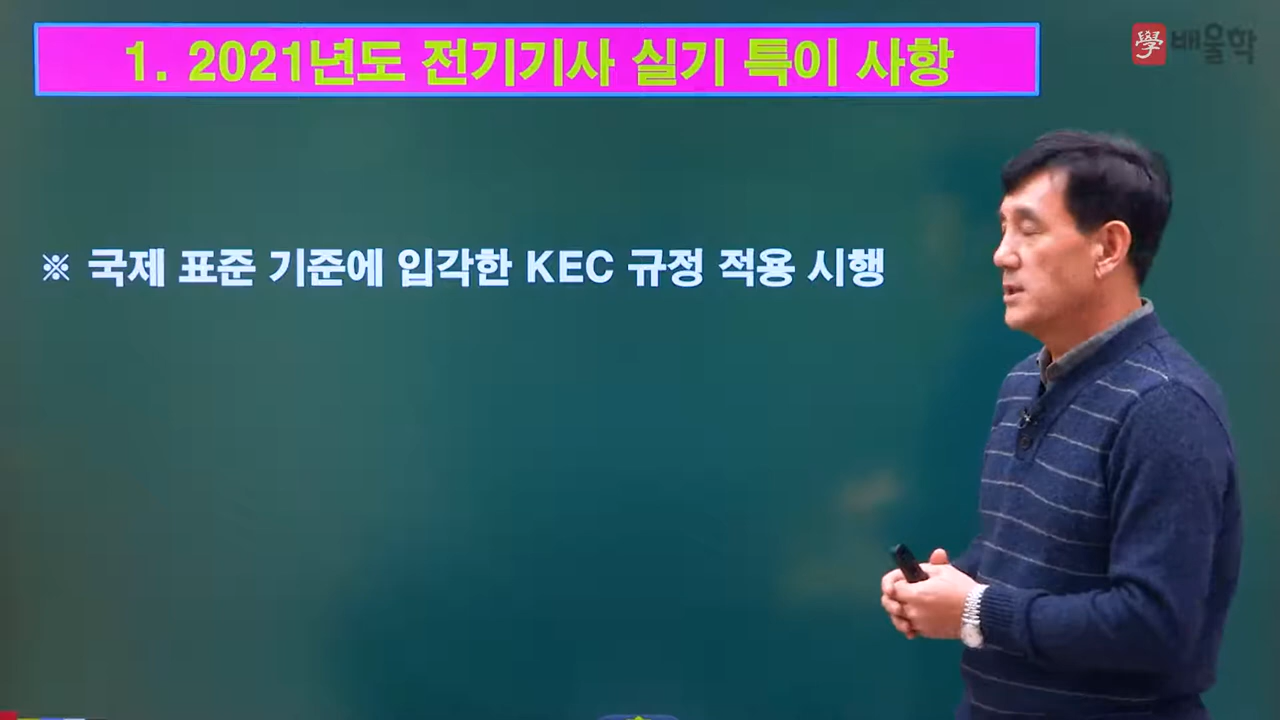 1. 2021년도 전기기사 실기 특이 사항
學 배울학
※ 국제 표준 기준에 입각한 KEC 규정 적용 시행